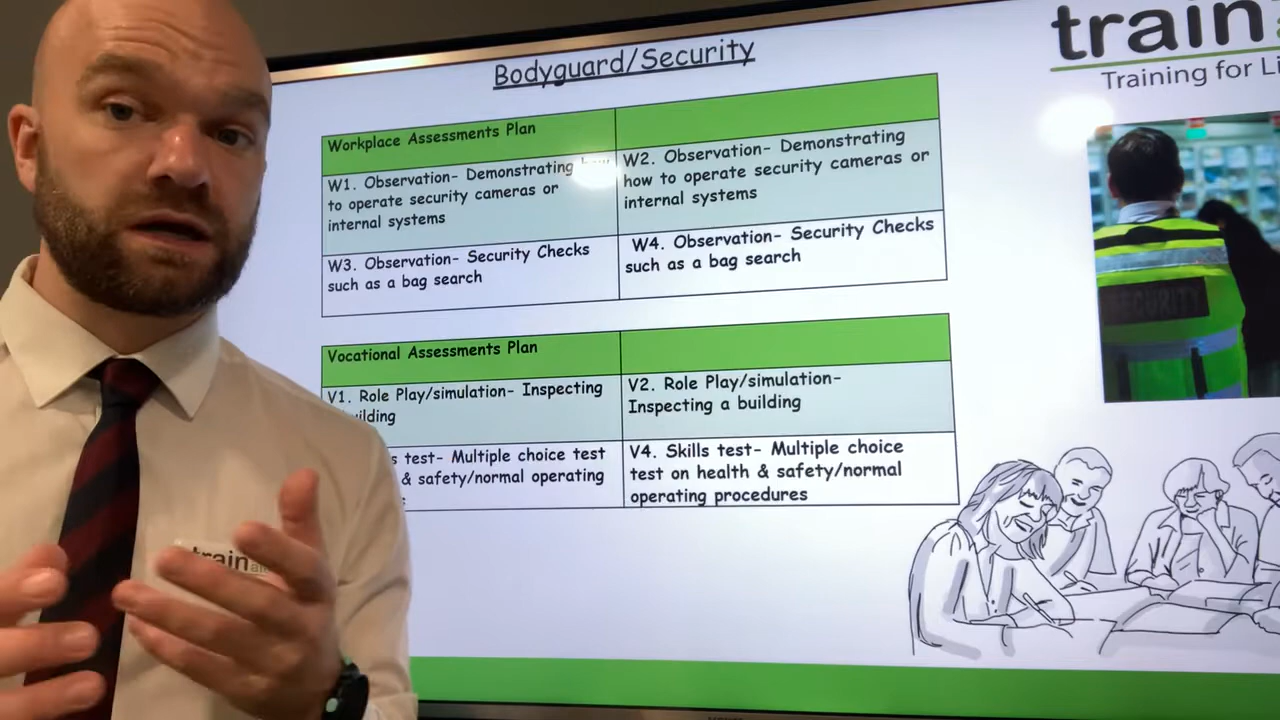 Bodyguard/Security
train
Training for Li
Workplace Assessments Plan
W1. Observation- Demonstrating
to operate security cameras or
internal systems
W2. Observation- Demonstrating
how to operate security cameras or
internal systems
W3. Observation- Security Checks
such as a bag search
W4. Observation- Security Checks
such as a bag search
SECURITY
Vocational Assessments Plan
V1. Role Play/simulation- Inspecting
ilding
V2. Role Play/simulation-
Inspecting a building
s test- Multiple choice test
& safety/normal operating
V4. Skills test- Multiple choice
test on health & safety/normal
operating procedures
train